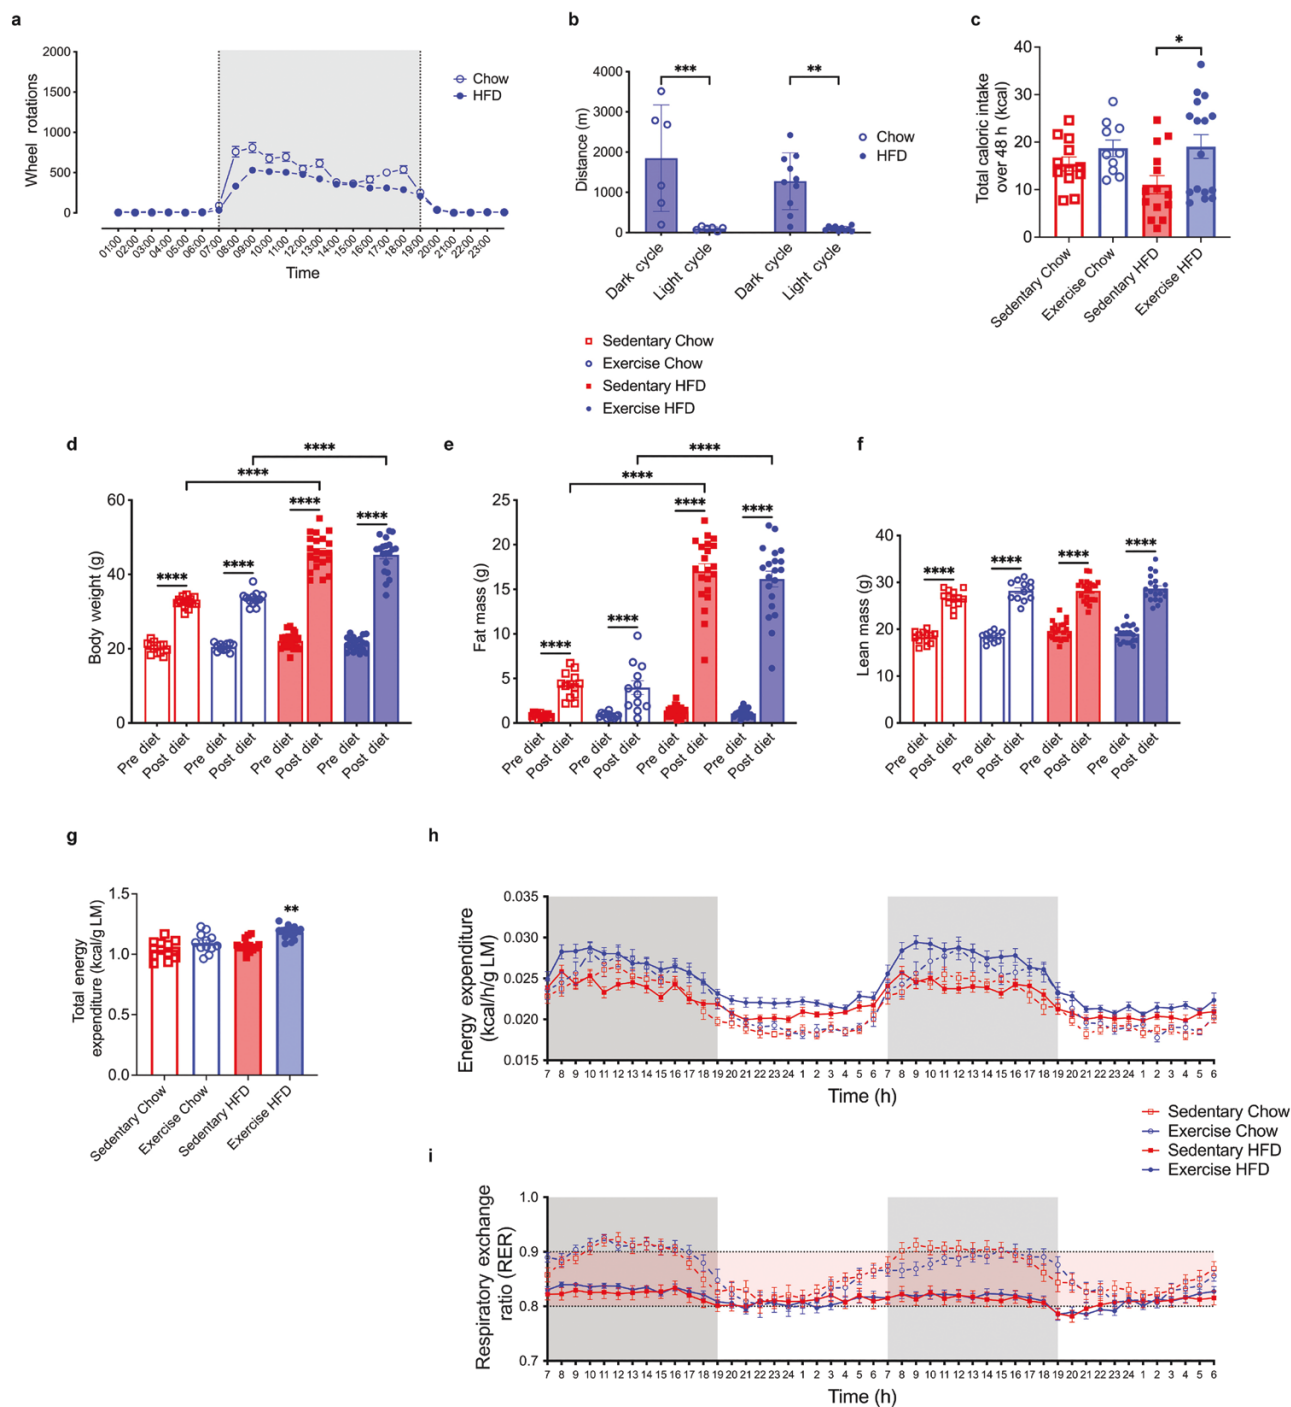 a
2000
1500
1000
500
0
Wheel rotations
01:00 02:00 03:00 04:00 05:00 06:00 07:00 08:00 09:00 10:00 11:00 12:00 13:00 14:00 15:00 16:00 17:00 18:00 19:00 20:00 21:00 22:00 23:00
Time
Chow
HFD
b
4000
3000
2000
1000
0
Distance (m)
*** **
Dark cycle Light cycle Dark cycle Light cycle
Chow
HFD
c
40
30
20
10
0
Total caloric intake
over 48 h (kcal)
*
Sedentary Chow Exercise Chow Sedentary HFD Exercise HFD
Sedentary Chow
Exercise Chow
Sedentary HFD
Exercise HFD
d
60
40
20
0
Body weight (g)
****
****
**** **** **** ****
Pre diet Post diet Pre diet Post diet Pre diet Post diet Pre diet Post diet
e
25
20
15
10
5
0
Fat mass (g)
****
****
**** **** **** ****
Pre diet Post diet Pre diet Post diet Pre diet Post diet Pre diet Post diet
f
40
30
20
10
0
Lean mass (g)
**** **** **** ****
Pre diet Post diet Pre diet Post diet Pre diet Post diet Pre diet Post diet
g
1.5
1.0
0.5
0.0
Total energy
expenditure (kcal/g LM)
**
Sedentary Chow Exercise Chow Sedentary HFD Exercise HFD
h
0.035
0.030
0.025
0.020
0.015
Energy expenditure
(kcal/h/g LM)
7 8 9 10 11 12 13 14 15 16 17 18 19 20 21 22 23 24 1 2 3 4 5 6 7 8 9 10 11 12 13 14 15 16 17 18 19 20 21 22 23 24 1 2 3 4 5 6
Time (h)
Sedentary Chow
Exercise Chow
Sedentary HFD
Exercise HFD
i
1.0
0.9
0.8
0.7
Respiratory exchange
ratio (RER)
7 8 9 10 11 12 13 14 15 16 17 18 19 20 21 22 23 24 1 2 3 4 5 6 7 8 9 10 11 12 13 14 15 16 17 18 19 20 21 22 23 24 1 2 3 4 5 6
Time (h)